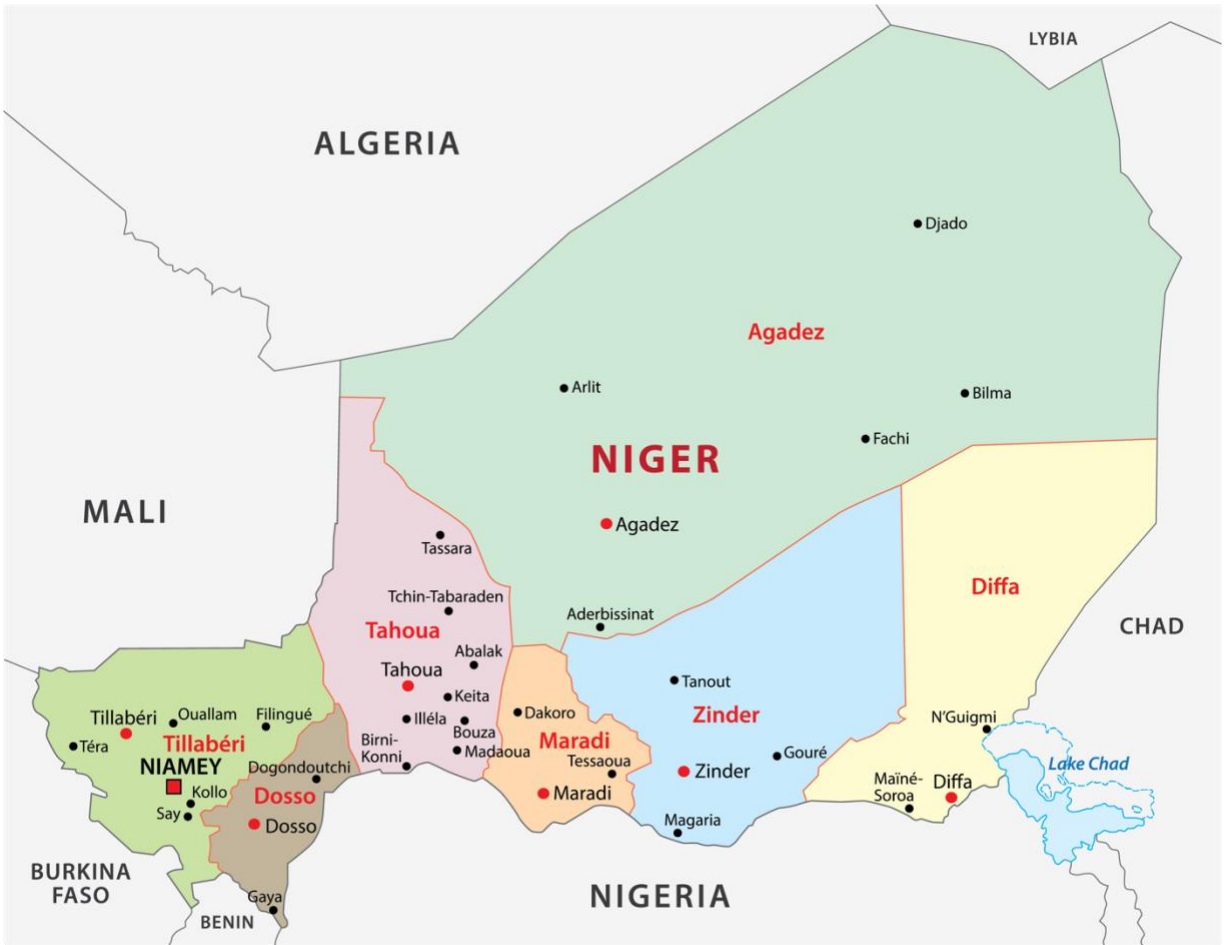 LYBIA
ALGERIA
Djado
Agadez
Arlit
Bilma
Fachi
NIGER
MALI
Agadez
Tassara
Diffa
Tchin-Tabaraden
Aderbissinat
CHAD
Tahoua
Abalak
Tahoua
Tanout
Keita
Dakoro
Zinder
N'Guigmi
Tillabéri
Ouallam
Filingué
Illéla
Bouza
Téra
Tillabéri
Birni-
Konni
Madaoua
Maradi
Tessaoua
Gouré
Lake Chad
NIAMEY
Dogondoutchi
Zinder
Maïné-
Soroa
Diffa
Kollo
Dosso
Maradi
Say
Dosso
Magaria
BURKINA
FASO
Gaya
NIGERIA
BENIN